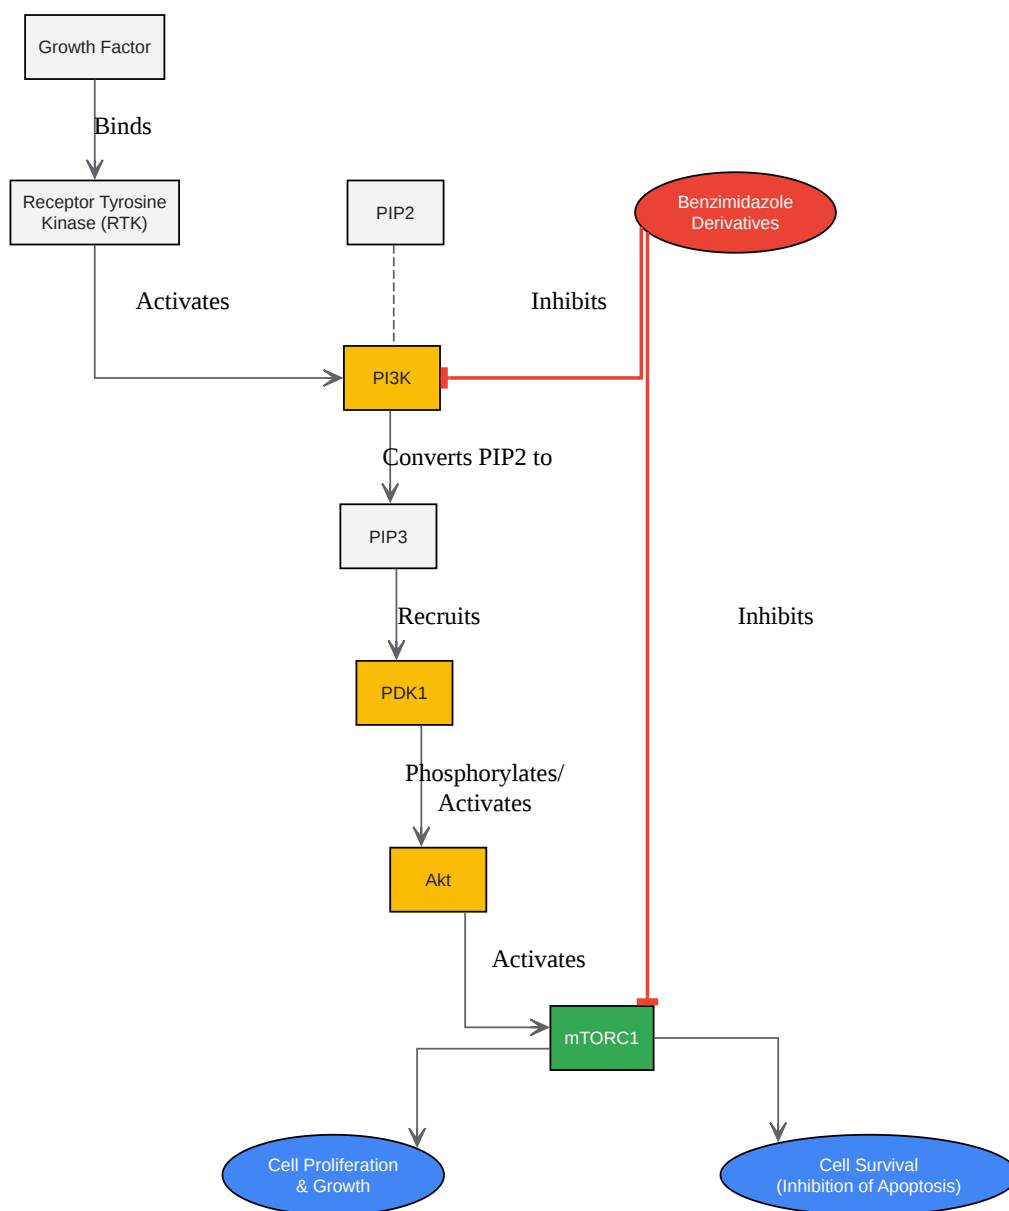 Growth Factor
Binds
Receptor Tyrosine
Kinase (RTK)
PIP2
Benzimidazole
Derivatives
Activates
Inhibits
PI3K
Converts PIP2 to
PIP3
Recruits
Inhibits
PDK1
Phosphorylates/
Activates
Akt
Activates
mTORC1
Cell Proliferation
& Growth
Cell Survival
(Inhibition of Apoptosis)